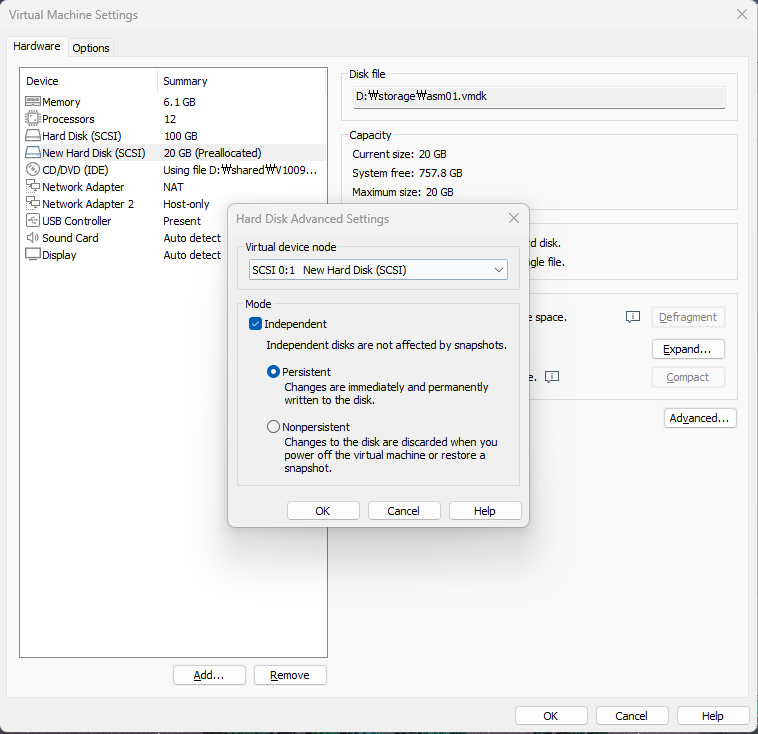 Virtual Machine Settings
Hardware
Options
Device
Summary
Memory
6.1 GB
Processors
12
Hard Disk (SCSI)
100 GB
New Hard Disk (SCSI)
20 GB (Preallocated)
CD/DVD (IDE)
Using file D:₩shared₩V1009...
Network Adapter
NAT
Network Adapter 2
Host-only
USB Controller
Present
Sound Card
Auto detect
Display
Auto detect
Add...
Remove
Disk file
D:₩storage₩asm01.vmdk
Capacity
Current size: 20 GB
System free: 757.8 GB
Maximum size: 20 GB
d disk.
gle file.
e space.
Defragment
Expand...
e.
Compact
Advanced...
Hard Disk Advanced Settings
Virtual device node
SCSI 0:1 New Hard Disk (SCSI)
Mode
Independent
Independent disks are not affected by snapshots.
Persistent
Changes are immediately and permanently
written to the disk.
Nonpersistent
Changes to the disk are discarded when you
power off the virtual machine or restore a
snapshot.
OK
Cancel
Help
OK
Cancel
Help